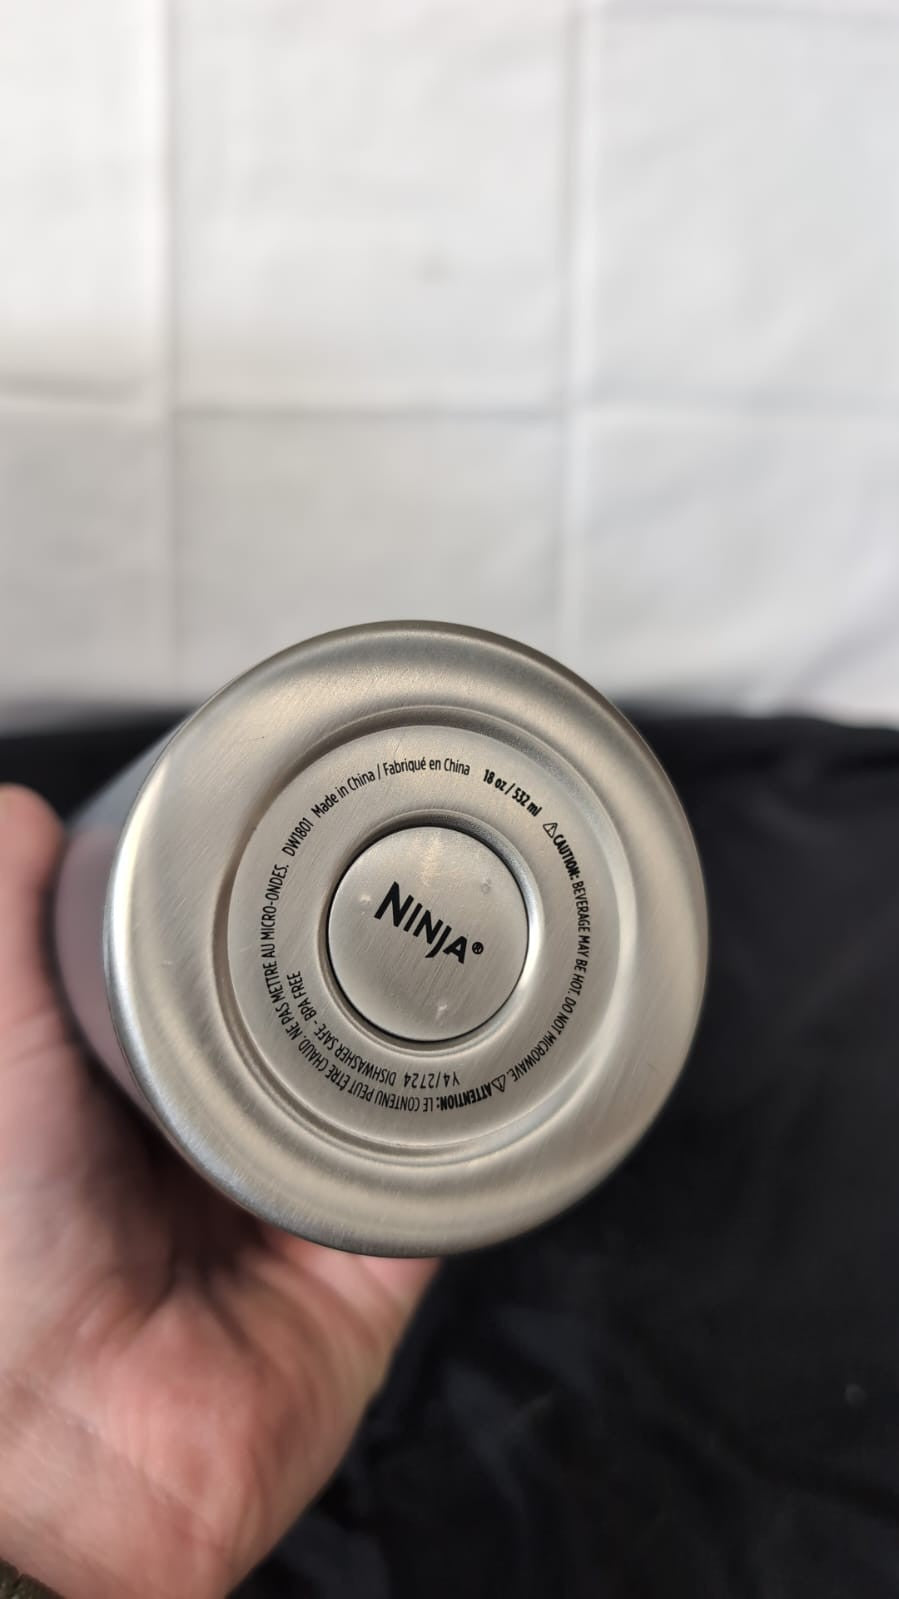 NINJA®
DW1801 Made in China / Fabriqué en China 18 oz / 532 ml
⚠CAUTION: BEVERAGE MAY BE HOT. DO NOT MICROWAVE.
⚠ATTENTION: LE CONTENU PEUT ÊTRE CHAUD. NE PAS METTRE AU MICRO-ONDES.
Y4/2724 DISHWASHER SAFE - BPA FREE